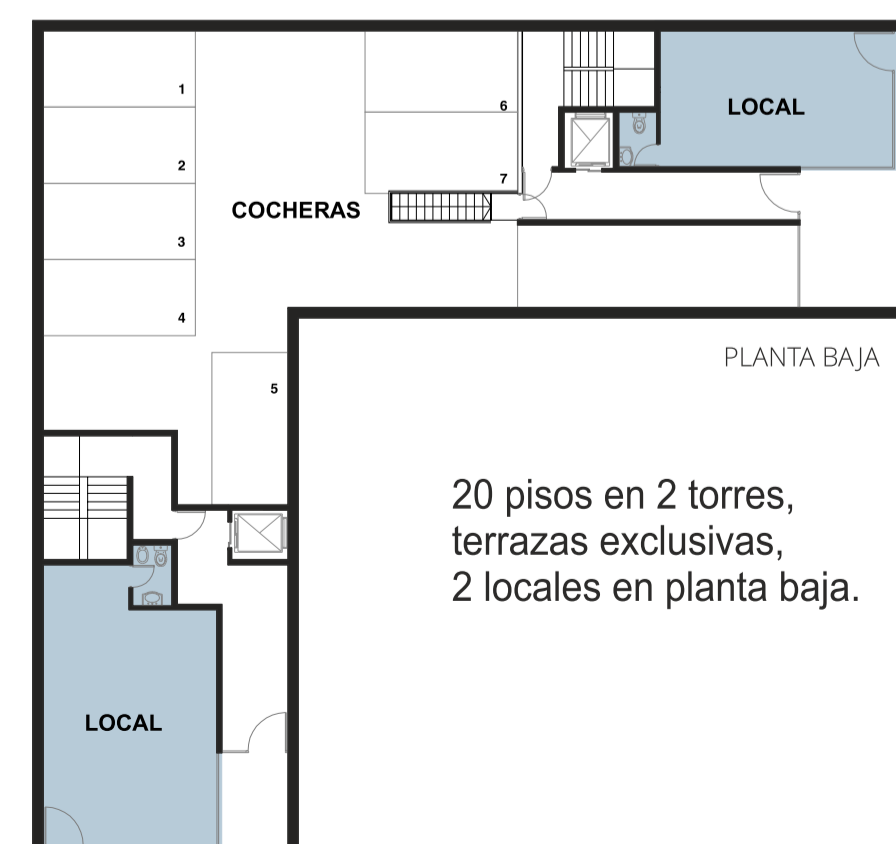 1
6
LOCAL
2
7
COCHERAS
3
4
PLANTA BAJA
5
20 pisos en 2 torres,
terrazas exclusivas,
2 locales en planta baja.
LOCAL